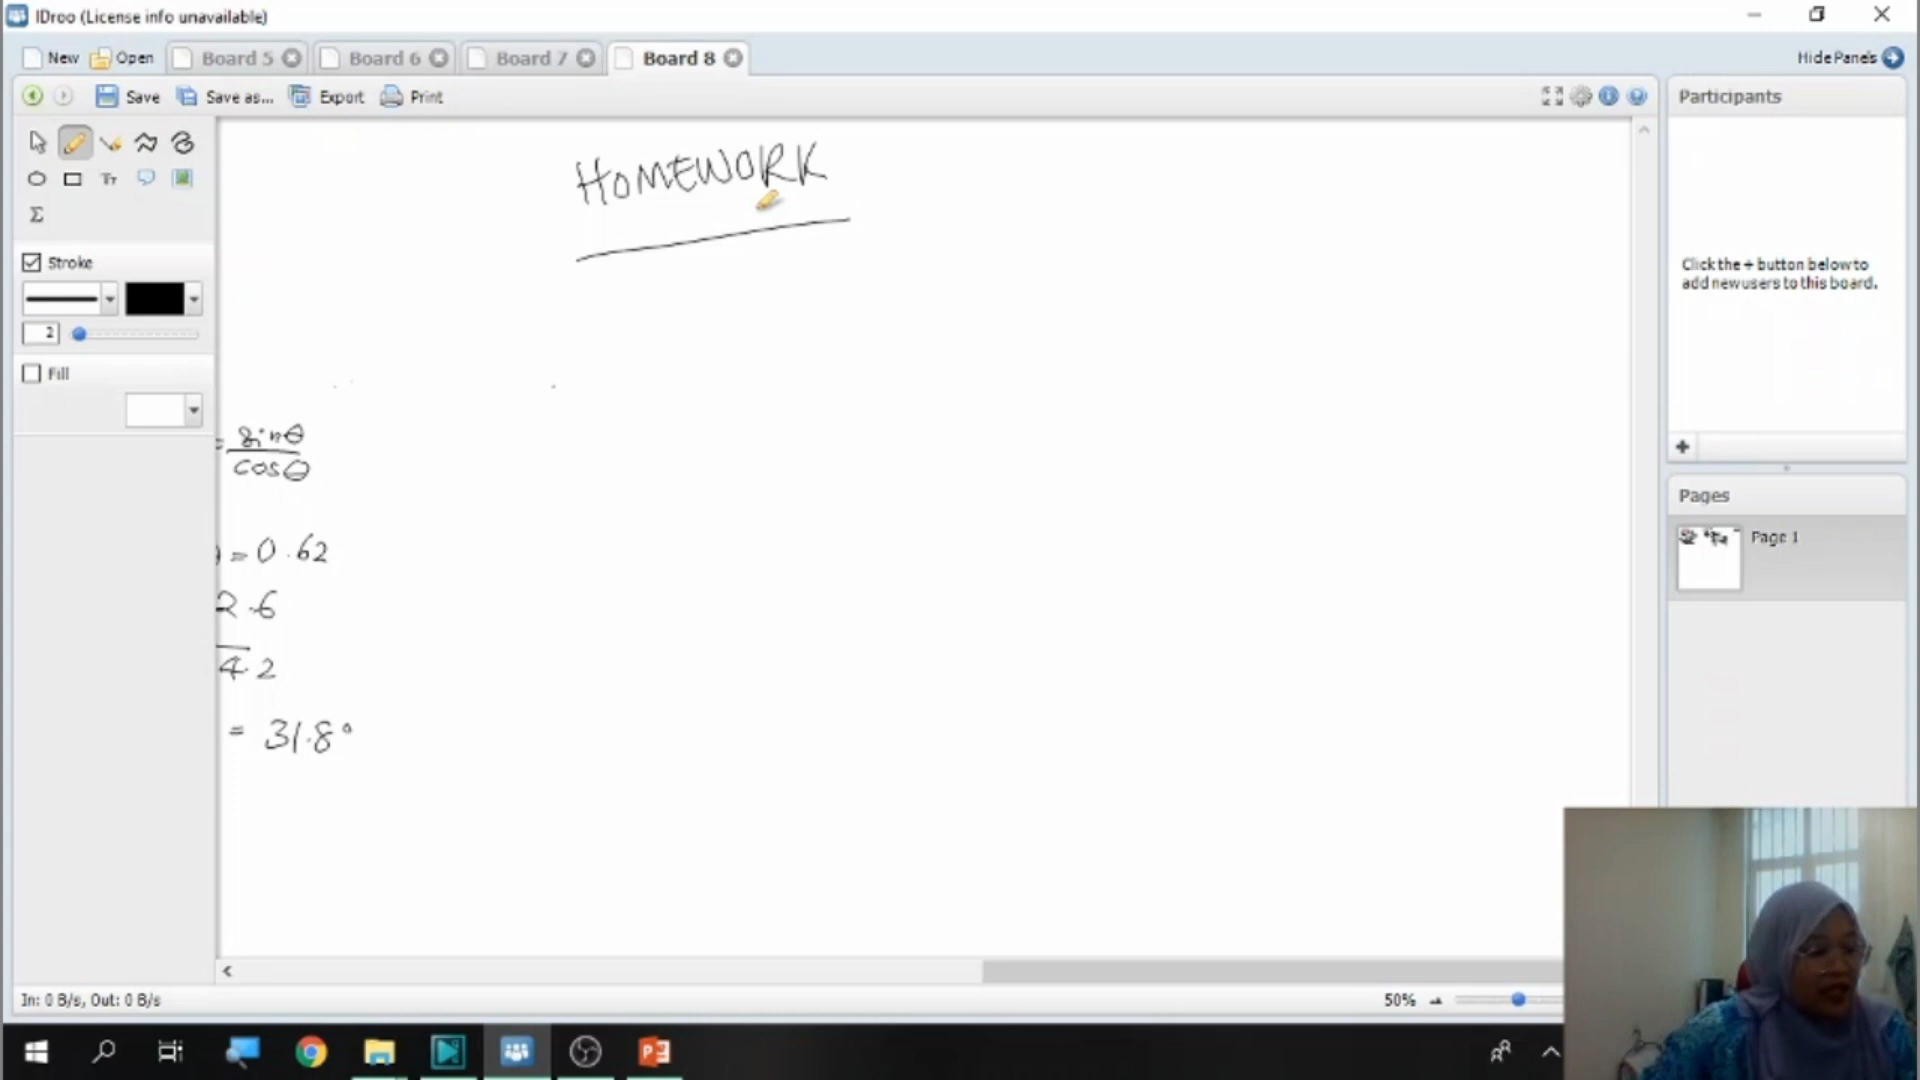 IDroo (License info unavailable)
New Open Board 5 Board 6 Board 7 Board 8 Hide Panels
Save Save as... Export Print
Participants
HOMEWORK
Tт
Σ
Stroke
2
Fill
Click the + button below to
add new users to this board.
= sinθ
cosθ
= 0.62
2.6
4.2
= 31.8°
Pages
Page 1
In: 0 B/s, Out: 0 B/s
50%